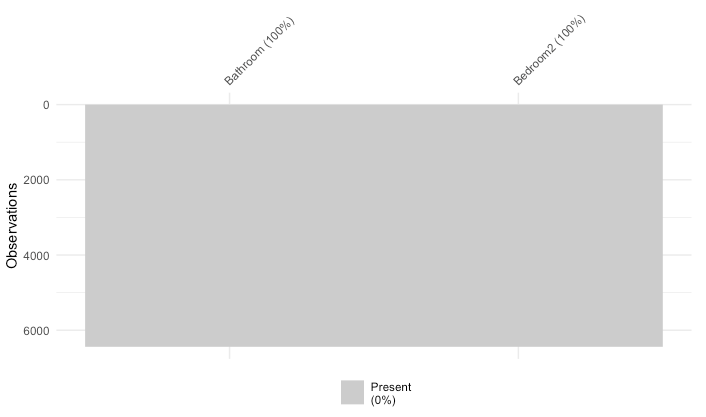 Bathroom (100%)
Bedroom2 (100%)
0
2000
4000
6000
Observations
Present
(0%)